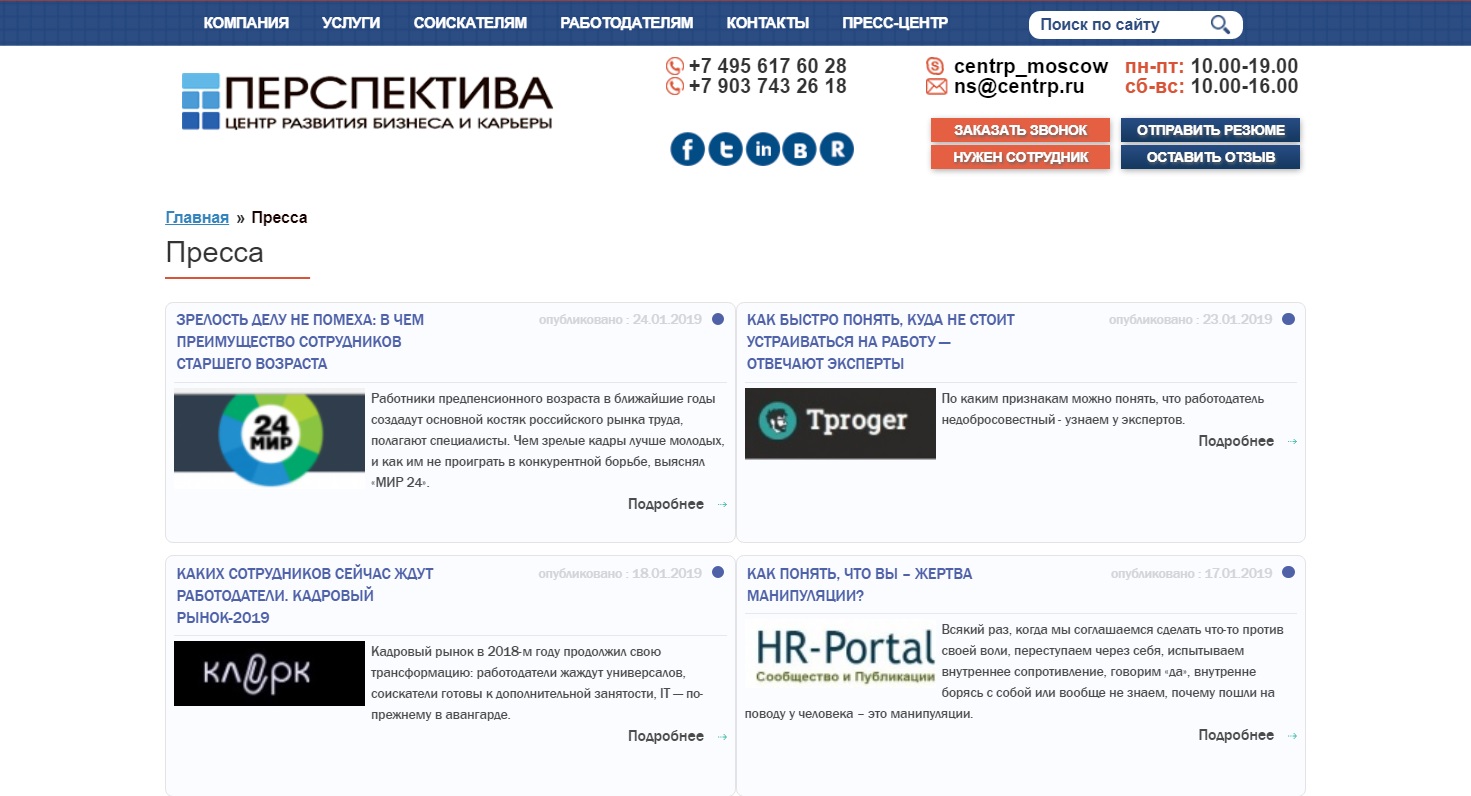 КОМПАНИЯ УСЛУГИ СОИСКАТЕЛЯМ РАБОТОДАТЕЛЯМ КОНТАКТЫ ПРЕСС-ЦЕНТР Поиск по сайту
ПЕРСПЕКТИВА
ЦЕНТР РАЗВИТИЯ БИЗНЕСА И КАРЬЕРЫ
+7 495 617 60 28
+7 903 743 26 18
centrp_moscow
ns@centrp.ru
пн-пт: 10.00-19.00
сб-вс: 10.00-16.00
ЗАКАЗАТЬ ЗВОНОК
НУЖЕН СОТРУДНИК
ОТПРАВИТЬ РЕЗЮМЕ
ОСТАВИТЬ ОТЗЫВ
f t in B R
Главная » Пресса
Пресса
ЗРЕЛОСТЬ ДЕЛУ НЕ ПОМЕХА: В ЧЕМ
ПРЕИМУЩЕСТВО СОТРУДНИКОВ
СТАРШЕГО ВОЗРАСТА
опубликовано : 24.01.2019
24
МИР
Работники предпенсионного возраста в ближайшие годы
создадут основной костяк российского рынка труда,
полагают специалисты. Чем зрелые кадры лучше молодых,
и как им не проиграть в конкурентной борьбе, выяснял
«МИР 24».
Подробнее
КАК БЫСТРО ПОНЯТЬ, КУДА НЕ СТОИТ
УСТРАИВАТЬСЯ НА РАБОТУ —
ОТВЕЧАЮТ ЭКСПЕРТЫ
опубликовано : 23.01.2019
Tproger
По каким признакам можно понять, что работодатель
недобросовестный - узнаем у экспертов.
Подробнее
КАКИХ СОТРУДНИКОВ СЕЙЧАС ЖДУТ
РАБОТОДАТЕЛИ. КАДРОВЫЙ
РЫНОК-2019
опубликовано : 18.01.2019
клерк
Кадровый рынок в 2018-м году продолжил свою
трансформацию: работодатели жаждут универсалов,
соискатели готовы к дополнительной занятости, IT — по-
прежнему в авангарде.
Подробнее
КАК ПОНЯТЬ, ЧТО ВЫ – ЖЕРТВА
МАНИПУЛЯЦИИ?
опубликовано : 17.01.2019
HR-Portal
Сообщество и Публикации
Всякий раз, когда мы соглашаемся сделать что-то против
своей воли, переступаем через себя, испытываем
внутреннее сопротивление, говорим «да», внутренне
борясь с собой или вообще не знаем, почему пошли на
поводу у человека – это манипуляции.
Подробнее